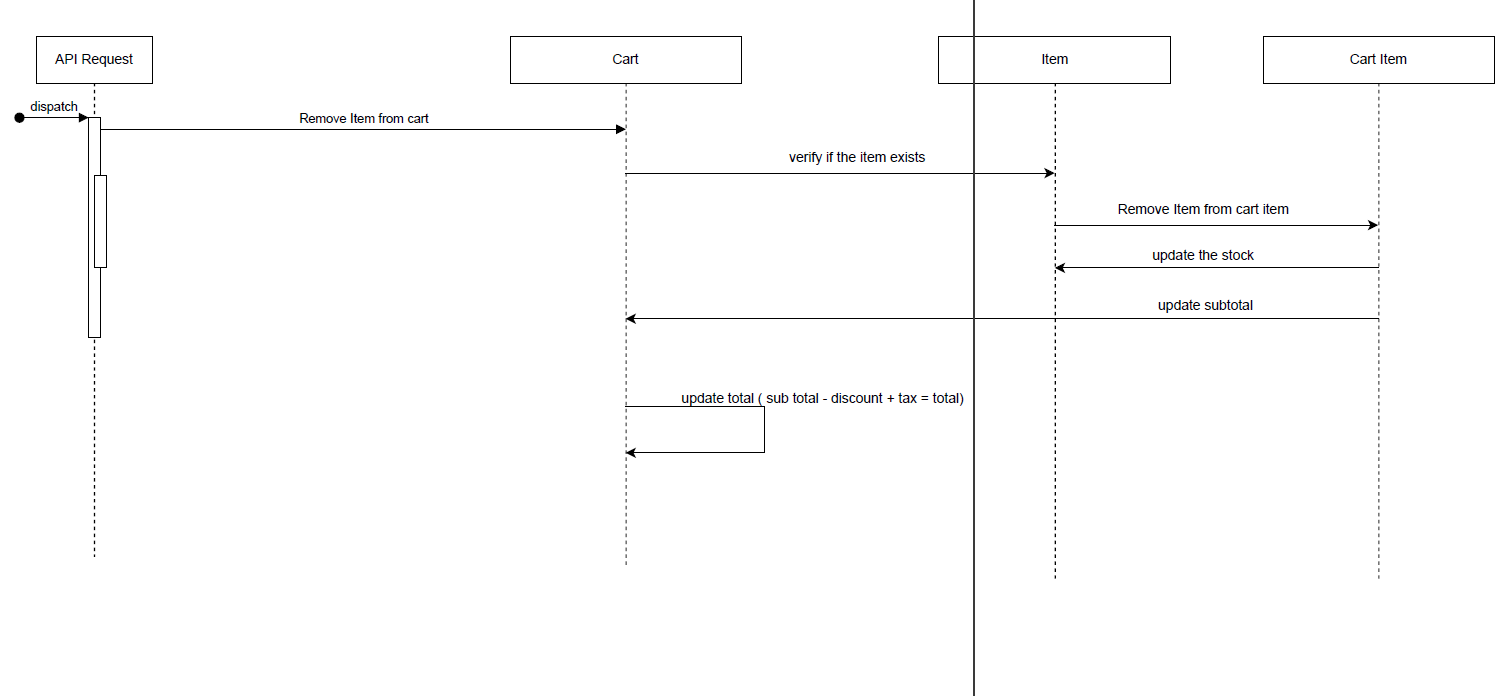 API Request
Cart
Item
Cart Item
dispatch
Remove Item from cart
verify if the item exists
Remove Item from cart item
update the stock
update subtotal
update total ( sub total - discount + tax = total)